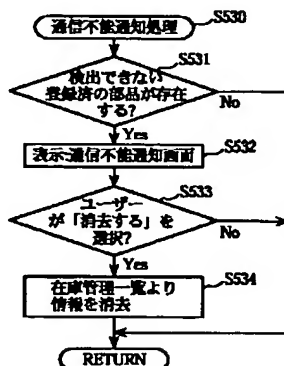 通信不能通知処理
S530
S531
検出できない
登録済の部品が存在
する?
No
Yes
表示:通信不能通知画面
S532
S533
ユーザー
が「消去する」を
選択?
No
Yes
S534
在庫管理一覧より
情報を消去
RETURN